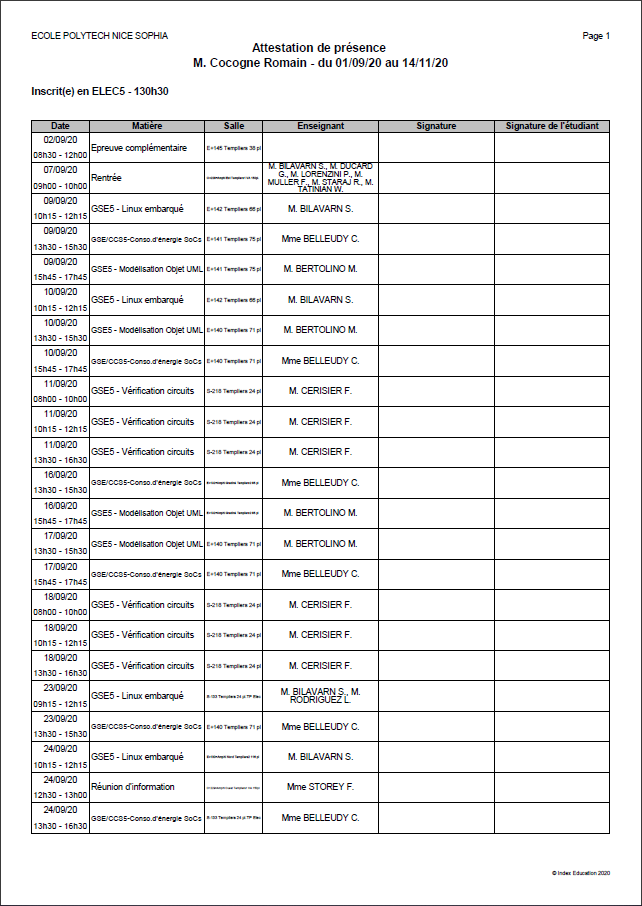 ECOLE POLYTECH NICE SOPHIA Page 1
Attestation de présence
M. Cocogne Romain - du 01/09/20 au 14/11/20
Inscrit(e) en ELEC5 - 130h30
Date Matière Salle Enseignant Signature Signature de l'étudiant
02/09/20 08h30 - 12h00 Epreuve complémentaire E+145 Templiers 38 pl
07/09/20 09h00 - 10h00 Rentrée M. BILAVARN S., M. DUCARD G., M. LORENZINI P., M. MULLER F., M. STARAJ R., M. TATINIAN W.
09/09/20 10h15 - 12h15 GSE5 - Linux embarqué E+142 Templiers 66 pl M. BILAVARN S.
09/09/20 13h30 - 15h30 GSE/CCS5-Conso.d'énergie SoCs E+141 Templiers 75 pl Mme BELLEUDY C.
09/09/20 15h45 - 17h45 GSE5 - Modélisation Objet UML E+141 Templiers 75 pl M. BERTOLINO M.
10/09/20 10h15 - 12h15 GSE5 - Linux embarqué E+142 Templiers 66 pl M. BILAVARN S.
10/09/20 13h30 - 15h30 GSE5 - Modélisation Objet UML E+140 Templiers 71 pl M. BERTOLINO M.
10/09/20 15h45 - 17h45 GSE/CCS5-Conso.d'énergie SoCs E+140 Templiers 71 pl Mme BELLEUDY C.
11/09/20 08h00 - 10h00 GSE5 - Vérification circuits S-218 Templiers 24 pl M. CERISIER F.
11/09/20 10h15 - 12h15 GSE5 - Vérification circuits S-218 Templiers 24 pl M. CERISIER F.
11/09/20 13h30 - 16h30 GSE5 - Vérification circuits S-218 Templiers 24 pl M. CERISIER F.
16/09/20 13h30 - 15h30 GSE/CCS5-Conso.d'énergie SoCs Mme BELLEUDY C.
16/09/20 15h45 - 17h45 GSE5 - Modélisation Objet UML M. BERTOLINO M.
17/09/20 13h30 - 15h30 GSE5 - Modélisation Objet UML E+140 Templiers 71 pl M. BERTOLINO M.
17/09/20 15h45 - 17h45 GSE/CCS5-Conso.d'énergie SoCs E+140 Templiers 71 pl Mme BELLEUDY C.
18/09/20 08h00 - 10h00 GSE5 - Vérification circuits S-218 Templiers 24 pl M. CERISIER F.
18/09/20 10h15 - 12h15 GSE5 - Vérification circuits S-218 Templiers 24 pl M. CERISIER F.
18/09/20 13h30 - 16h30 GSE5 - Vérification circuits S-218 Templiers 24 pl M. CERISIER F.
23/09/20 09h15 - 12h15 GSE5 - Linux embarqué Templiers 24 pl TP Elec M. BILAVARN S., M. RODRIGUEZ L.
23/09/20 13h30 - 15h30 GSE/CCS5-Conso.d'énergie SoCs E+140 Templiers 71 pl Mme BELLEUDY C.
24/09/20 10h15 - 12h15 GSE5 - Linux embarqué M. BILAVARN S.
24/09/20 12h30 - 13h00 Réunion d'information Mme STOREY F.
24/09/20 13h30 - 16h30 GSE/CCS5-Conso.d'énergie SoCs Templiers 24 pl TP Elec Mme BELLEUDY C.
© Index Education 2020